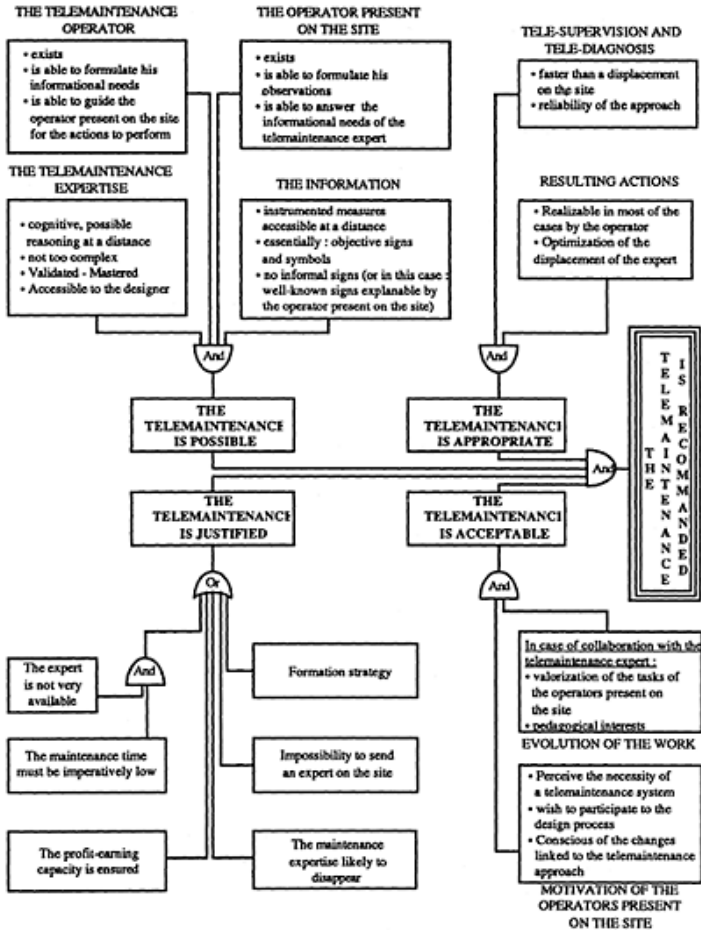 THE TELEMAINTENANCE
OPERATOR
• exists
• is able to formulate his
informational needs
• is able to guide the
operator present on the site
for the actions to perform
THE OPERATOR PRESENT
ON THE SITE
• exists
• is able to formulate his
observations
• is able to answer the
informational needs of the
telemaintenance expert
TELE-SUPERVISION AND
TELE-DIAGNOSIS
• faster than a displacement
on the site
• reliability of the approach
THE TELEMAINTENANCE
EXPERTISE
• cognitive, possible
reasoning at a distance
• not too complex
• Validated - Mastered
• Accessible to the designer
THE INFORMATION
• instrumented measures
accessible at a distance
• essentially : objective signs
and symbols
• no informal signs (or in this case :
well-known signs explanable by
the operator present on the site)
RESULTING ACTIONS
• Realizable in most of the
cases by the operator
• Optimization of the
displacement of the expert
And
And
THE
TELEMAINTENANCE
IS POSSIBLE
THE
TELEMAINTENANCI
IS APPROPRIATE
And
THE
TELEMAINTENANCE
IS RECOMMANDED
THE
TELEMAINTENANCE
IS JUSTIFIED
THE
TELEMAINTENANCI
IS ACCEPTABLE
Or
And
And
The expert
is not very
available
The maintenance time
must be imperatively low
The profit-earning
capacity is ensured
Formation strategy
Impossibility to send
an expert on the site
The maintenance
expertise likely to
disappear
In case of collaboration with the
telemaintenance expert :
• valorization of the tasks of
the operators present on
the site
• pedagogical interests
EVOLUTION OF THE WORK
• Perceive the necessity of
a telemaintenance system
• wish to participate to the
design process
• Conscious of the changes
linked to the telemaintenance
approach
MOTIVATION OF THE
OPERATORS PRESENT
ON THE SITE